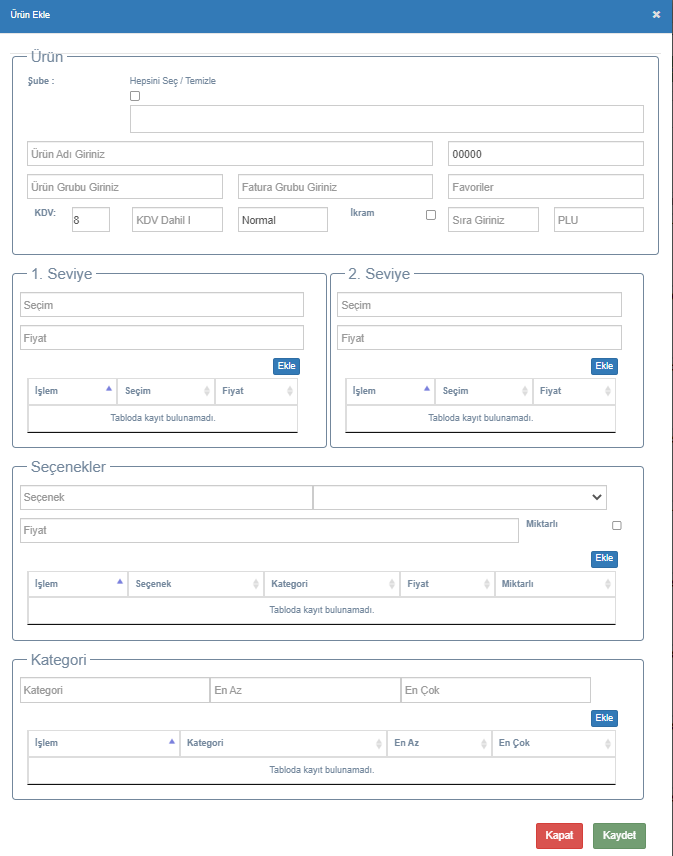 Ürün Ekle
Ürün
Şube :
Hepsini Seç / Temizle
Ürün Adı Giriniz
00000
Ürün Grubu Giriniz
Fatura Grubu Giriniz
Favoriler
KDV:
8
KDV Dahil I
Normal
İkram
Sıra Giriniz
PLU
1. Seviye
2. Seviye
Seçim
Seçim
Fiyat
Fiyat
Ekle
Ekle
İşlem Seçim Fiyat
İşlem Seçim Fiyat
Tabloda kayıt bulunamadı.
Tabloda kayıt bulunamadı.
Seçenekler
Seçenek
Fiyat
Miktarlı
Ekle
İşlem Seçenek Kategori Fiyat Miktarlı
Tabloda kayıt bulunamadı.
Kategori
Kategori
En Az
En Çok
Ekle
İşlem Kategori En Az En Çok
Tabloda kayıt bulunamadı.
Kapat
Kaydet